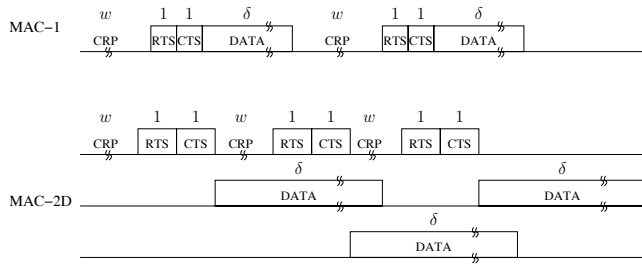 w 1 1 δ w 1 1 δ
MAC−1
CRP RTS CTS DATA CRP RTS CTS DATA
w 1 1 w 1 1 w 1 1
CRP RTS CTS CRP RTS CTS CRP RTS CTS
δ δ
MAC−2D DATA DATA
δ
DATA